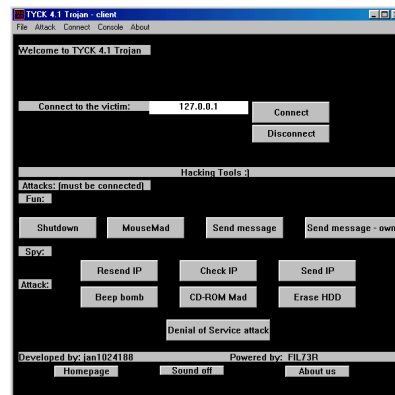 TYCK 4.1 Trojan - client
File Attack Connect Console About
Welcome to TYCK 4.1 Trojan
Connect to the victim: 127.0.0.1 Connect
Disconnect
Hacking Tools :)
Attacks: (must be connected)
Fun:
Shutdown MouseMad Send message Send message - own
Spy:
Resend IP Check IP Send IP
Attack:
Beep bomb CD-ROM Mad Erase HDD
Denial of Service attack
Developed by: jan1024188 Powered by: FIL73R
Homepage Sound off About us